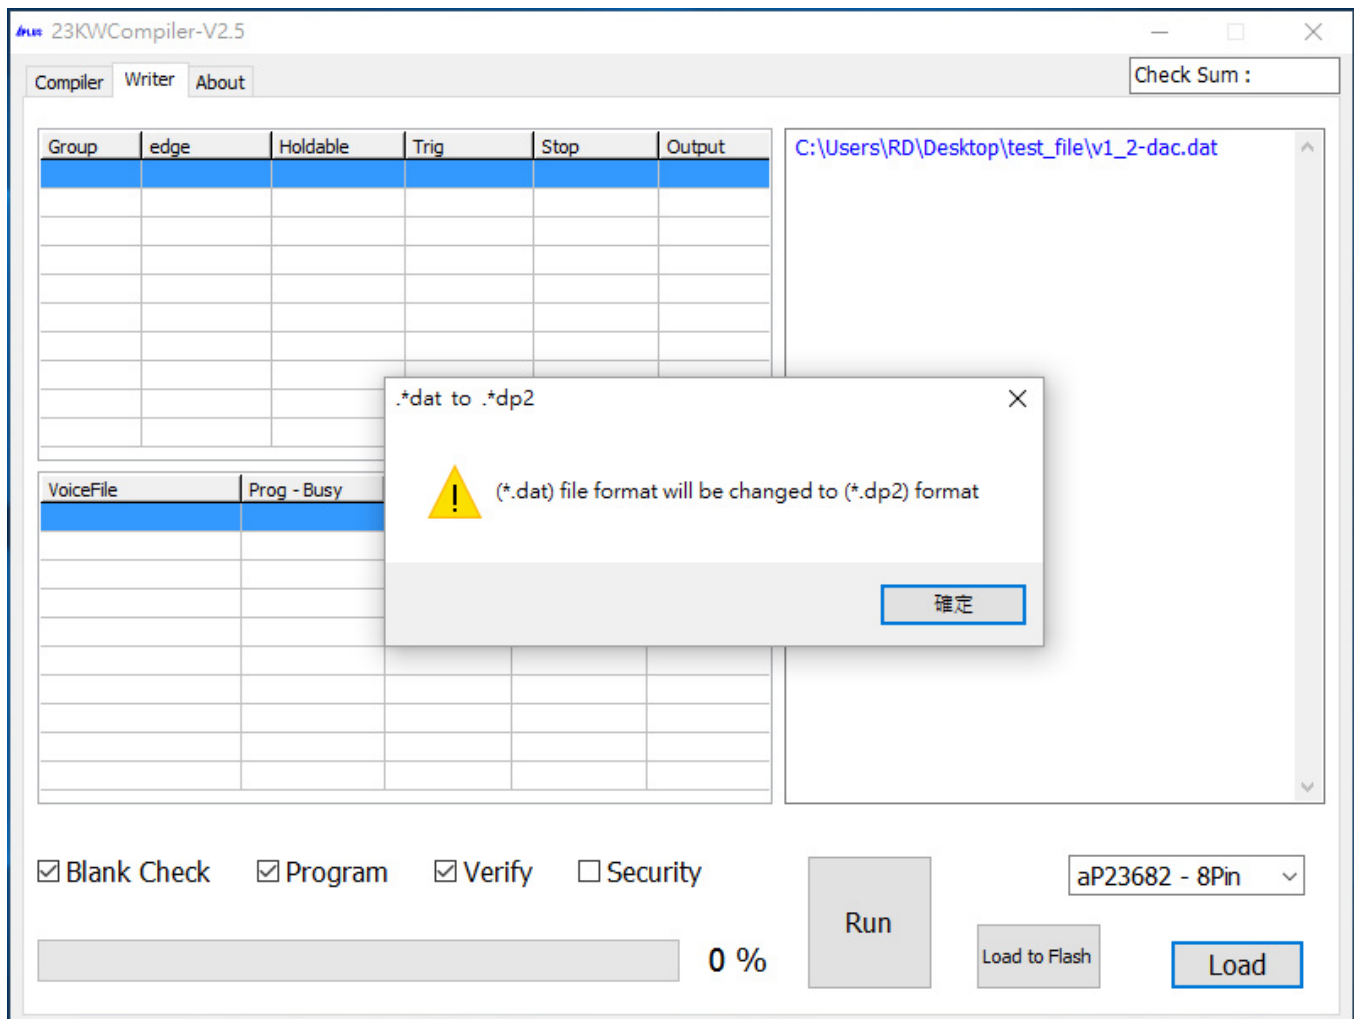 APLUS 23KWCompiler-V2.5
Compiler Writer About
Check Sum :
Group edge Holdable Trig Stop Output
C:\Users\RD\Desktop\test_file\v1_2-dac.dat
.*dat to .*dp2
(*.dat) file format will be changed to (*.dp2) format
確定
VoiceFile Prog - Busy
Blank Check Program Verify Security
aP23682 - 8Pin
Run
Load to Flash
Load
0 %